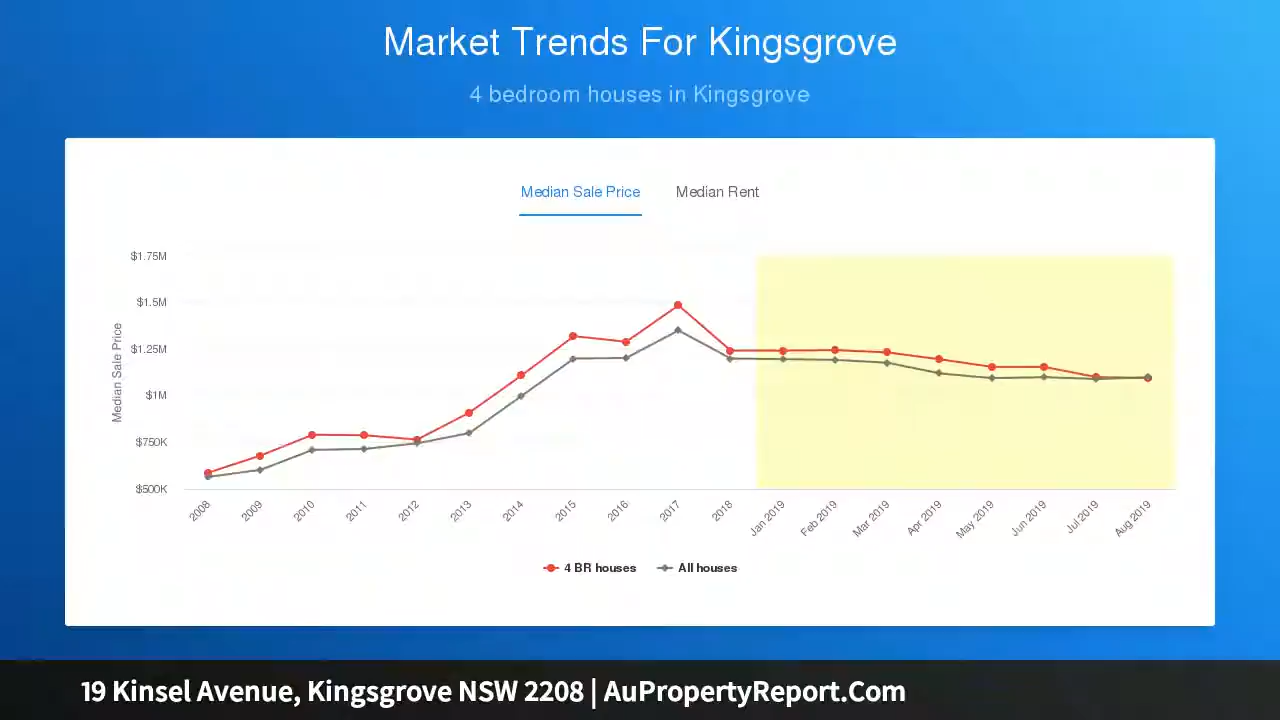 Market Trends For Kingsgrove
4 bedroom houses in Kingsgrove
Median Sale Price Median Rent
$1.75M
$1.5M
$1.25M
$1M
$750K
$500K
Median Sale Price
2008 2009 2010 2011 2012 2013 2014 2015 2016 2017 2018 Jan 2019 Feb 2019 Mar 2019 Apr 2019 May 2019 Jun 2019 Jul 2019 Aug 2019
4 BR houses All houses
19 Kinsel Avenue, Kingsgrove NSW 2208 | AuPropertyReport.Com